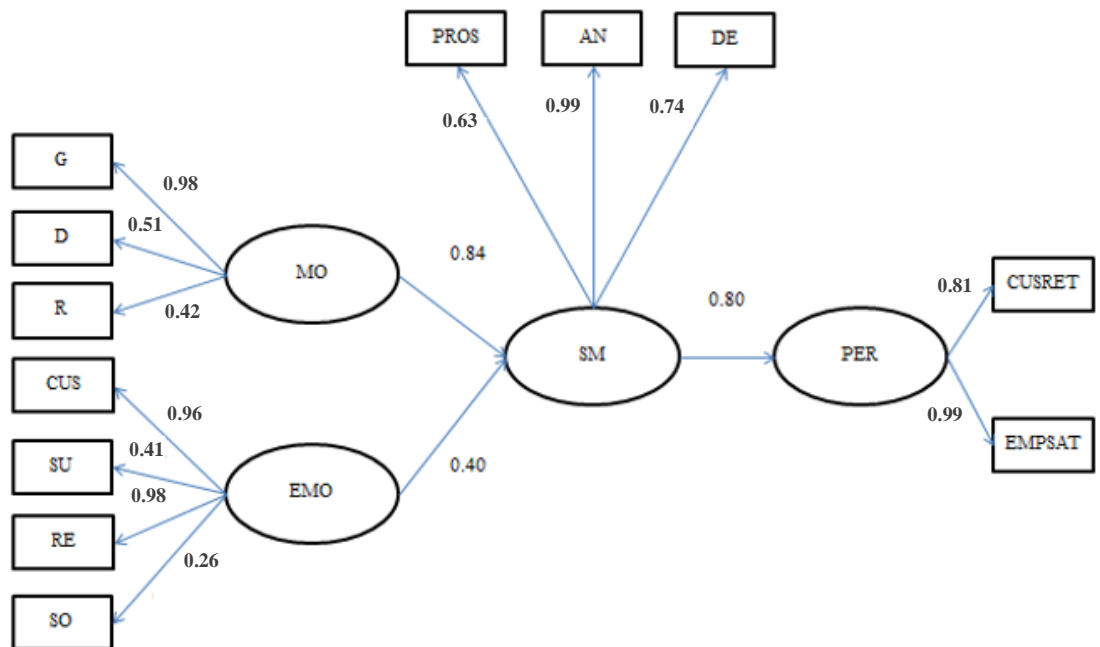 PROS
AN
DE
0.63
0.99
0.74
G
0.98
D
0.51
R
0.42
MO
0.84
CUS
0.96
SU
0.41
0.98
RE
0.26
SO
EMO
0.40
SM
0.80
PER
0.81
CUSRET
0.99
EMPSAT